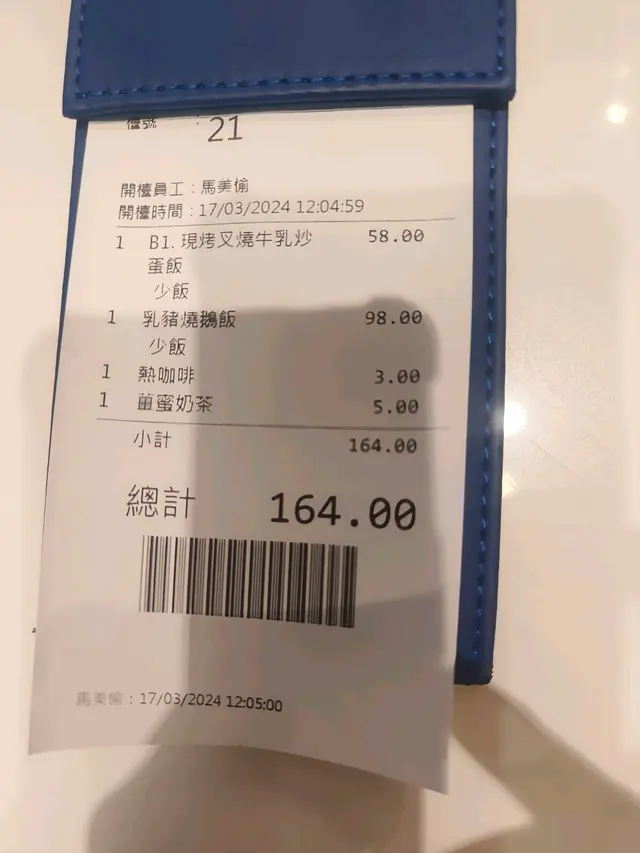 檯號 : 21
開檯員工：馬美愉
開檯時間：17/03/2024 12:04:59
1 B1.現烤叉燒牛乳炒 58.00
蛋飯
少飯
1 乳豬燒鵝飯 98.00
少飯
1 熱咖啡 3.00
1 薑蜜奶茶 5.00
小計 164.00
總計 164.00
馬美愉：17/03/2024 12:05:00